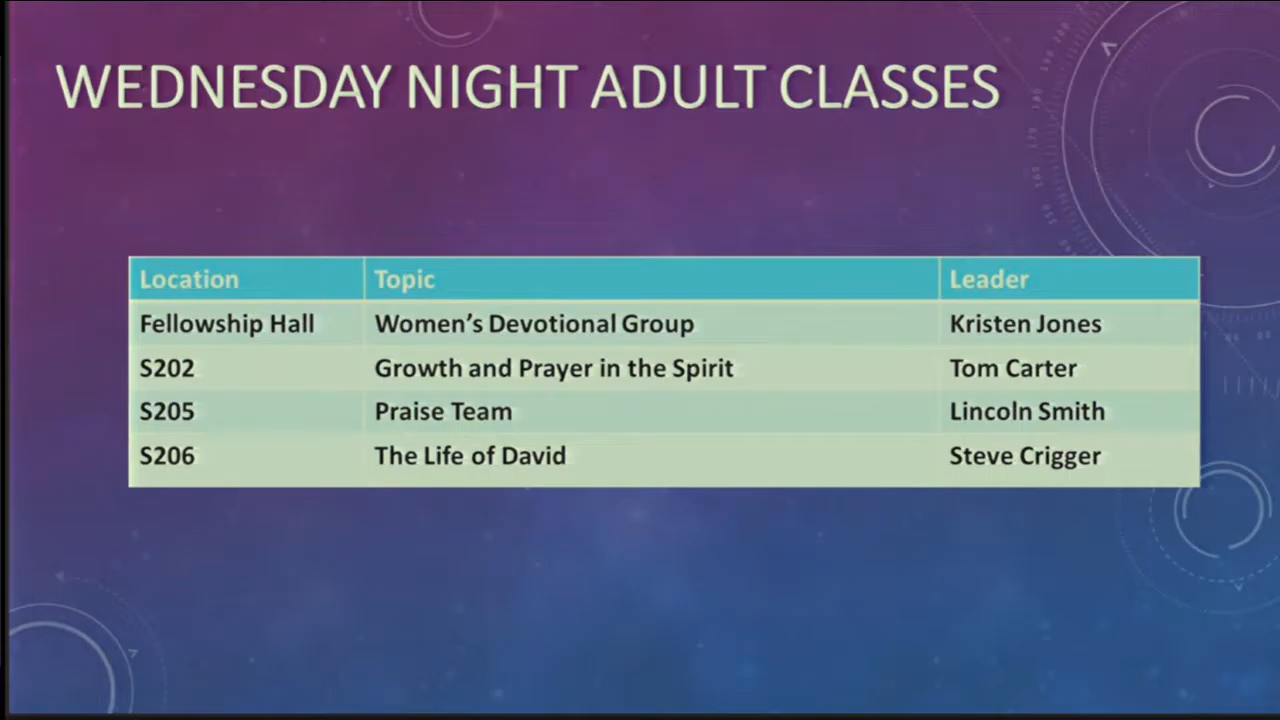 WEDNESDAY NIGHT ADULT CLASSES
Location Topic Leader
Fellowship Hall Women’s Devotional Group Kristen Jones
S202 Growth and Prayer in the Spirit Tom Carter
S205 Praise Team Lincoln Smith
S206 The Life of David Steve Crigger